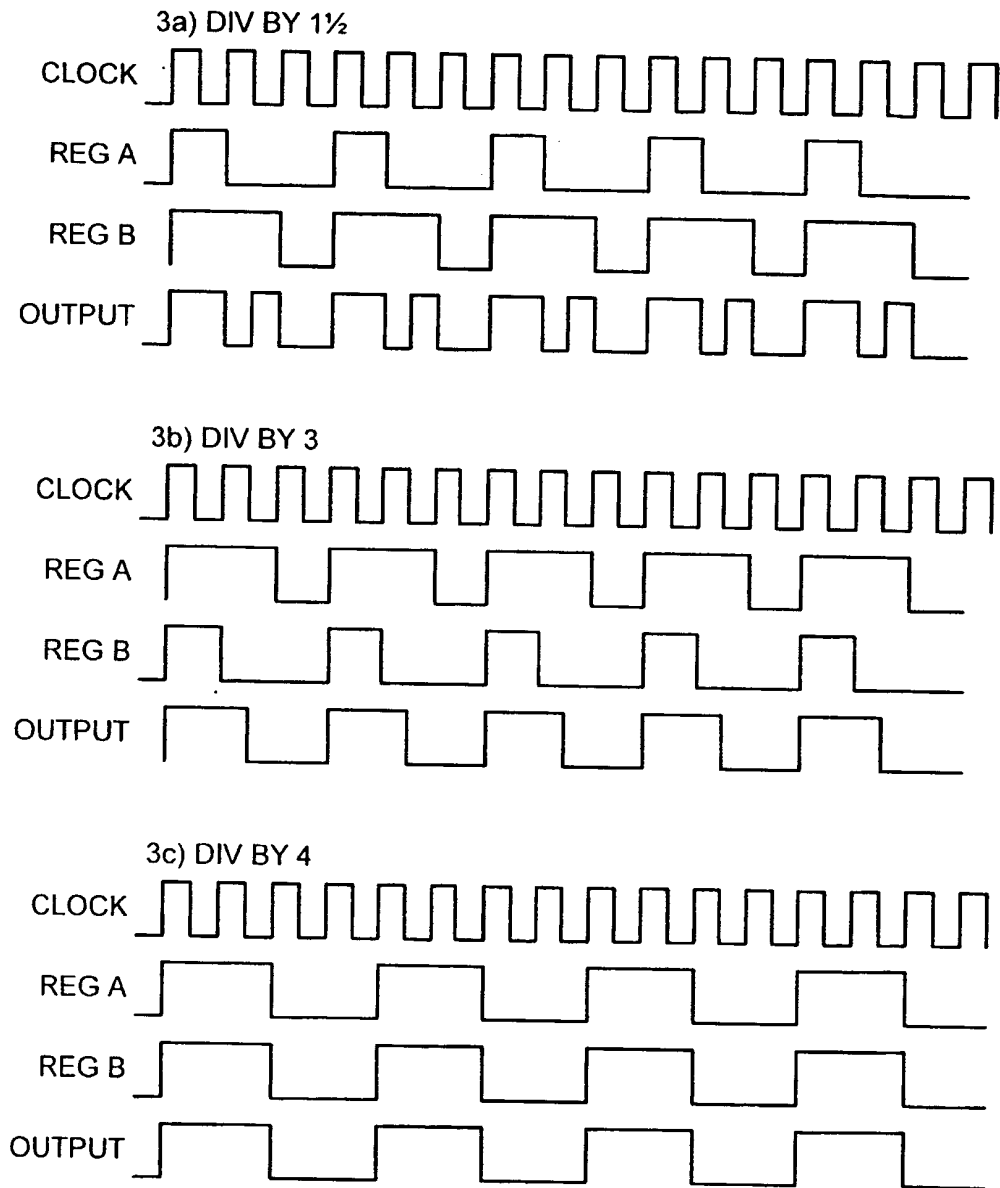 3a) DIV BY 1½
CLOCK
REG A
REG B
OUTPUT
3b) DIV BY 3
CLOCK
REG A
REG B
OUTPUT
3c) DIV BY 4
CLOCK
REG A
REG B
OUTPUT